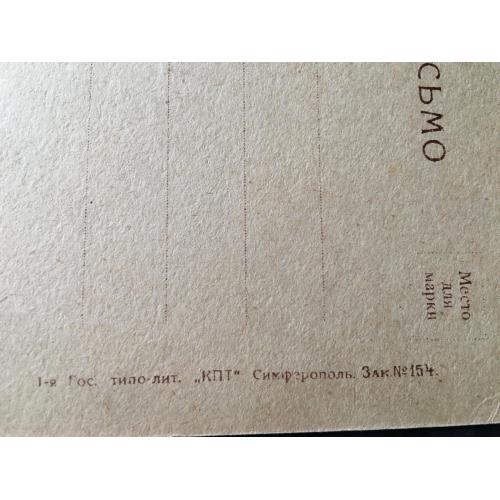 СЬМО
Место
для
марки
1-я Гос. типо-лит. „КПТ“ Симферополь. Зак.№154.